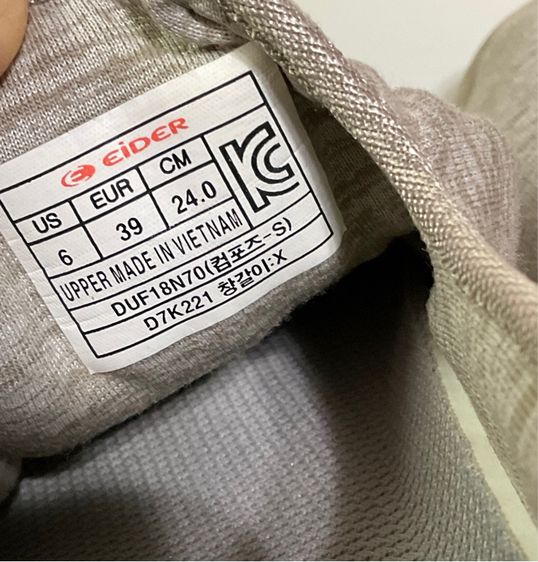 EiDER
US EUR CM
6 39 24.0
UPPER MADE IN VIETNAM
DUF18N70(컴포즈-S)
D7K221 창갈이:X